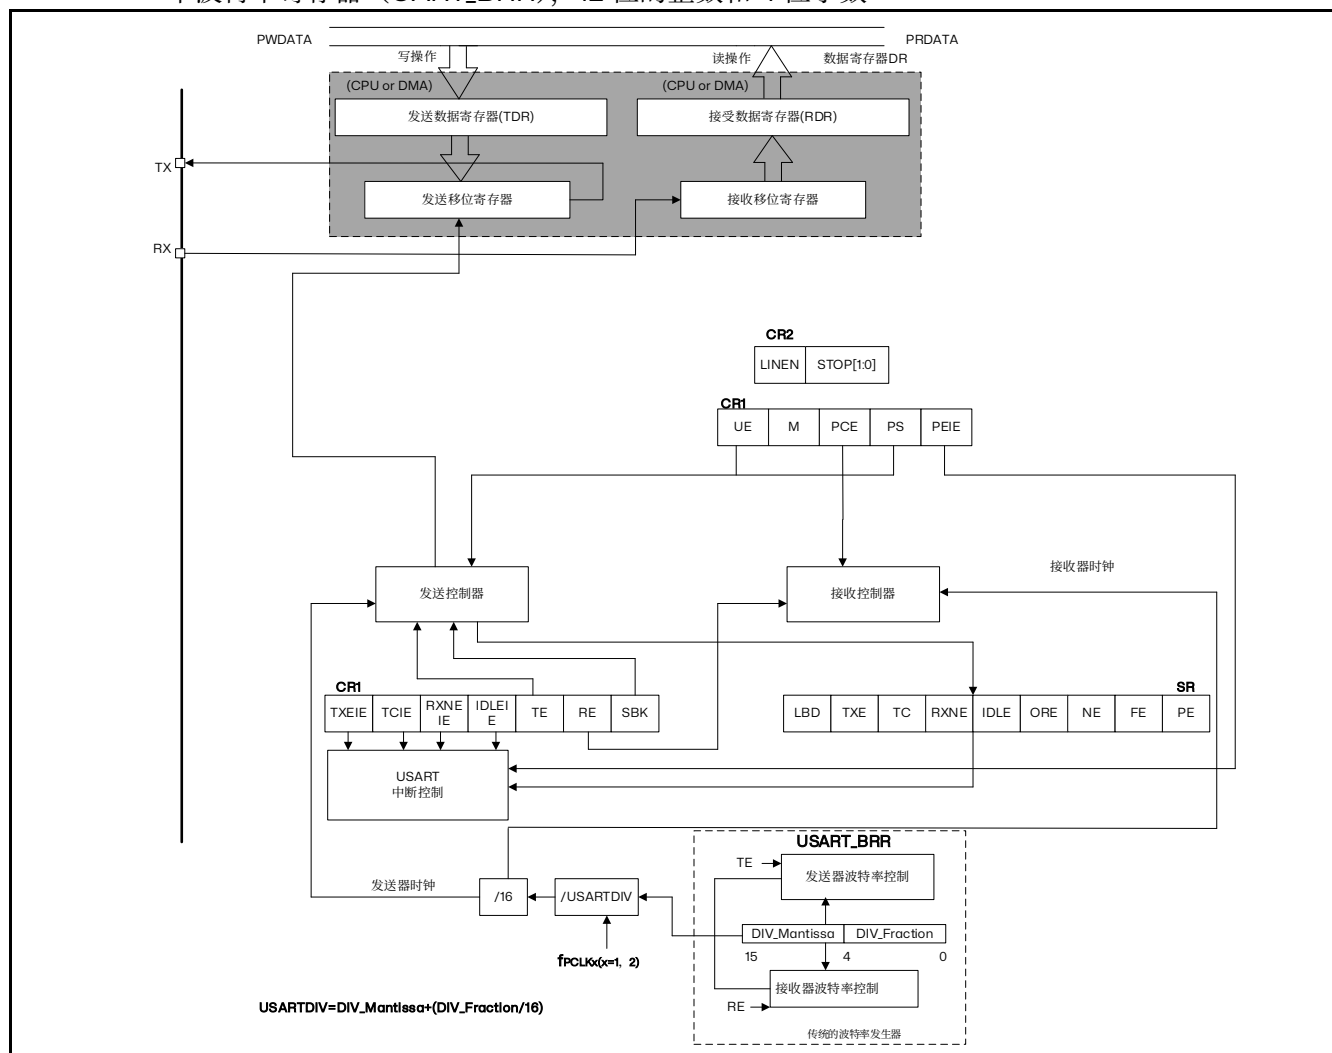 PWDATA
PRDATA
写操作
读操作
数据寄存器DR
(CPU or DMA)
(CPU or DMA)
发送数据寄存器(TDR)
接受数据寄存器(RDR)
TX
发送移位寄存器
接收移位寄存器
RX
CR2
LINEN STOP[1:0]
CR1
UE M PCE PS PEIE
接收器时钟
发送控制器
接收控制器
CR1
SR
TXEIE TCIE RXNE IE IDLEI E TE RE SBK
LBD TXE TC RXNE IDLE ORE NE FE PE
USART
中断控制
USART_BRR
TE
发送器波特率控制
发送器时钟
/16
/USARTDIV
DIV_Mantissa DIV_Fraction
15 4 0
fPCLKx(x=1, 2)
接收器波特率控制
RE
USARTDIV=DIV_Mantissa+(DIV_Fraction/16)
传统的波特率发生器